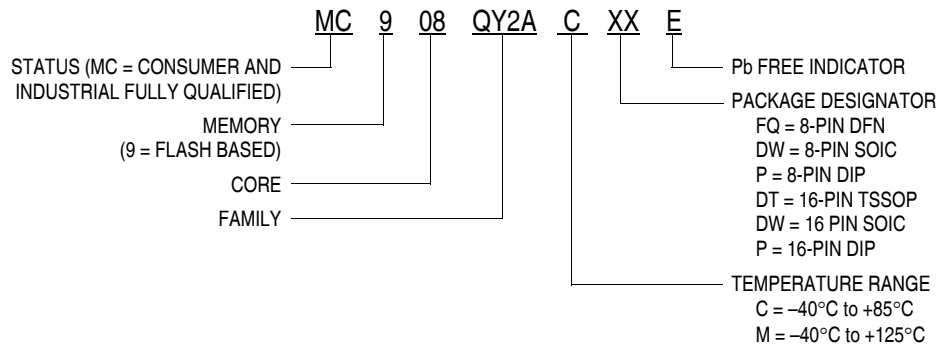 MC 9 08 QY2A C XX E
STATUS (MC = CONSUMER AND
INDUSTRIAL FULLY QUALIFIED)
MEMORY
(9 = FLASH BASED)
CORE
FAMILY
Pb FREE INDICATOR
PACKAGE DESIGNATOR
FQ = 8-PIN DFN
DW = 8-PIN SOIC
P = 8-PIN DIP
DT = 16-PIN TSSOP
DW = 16 PIN SOIC
P = 16-PIN DIP
TEMPERATURE RANGE
C = –40°C to +85°C
M = –40°C to +125°C